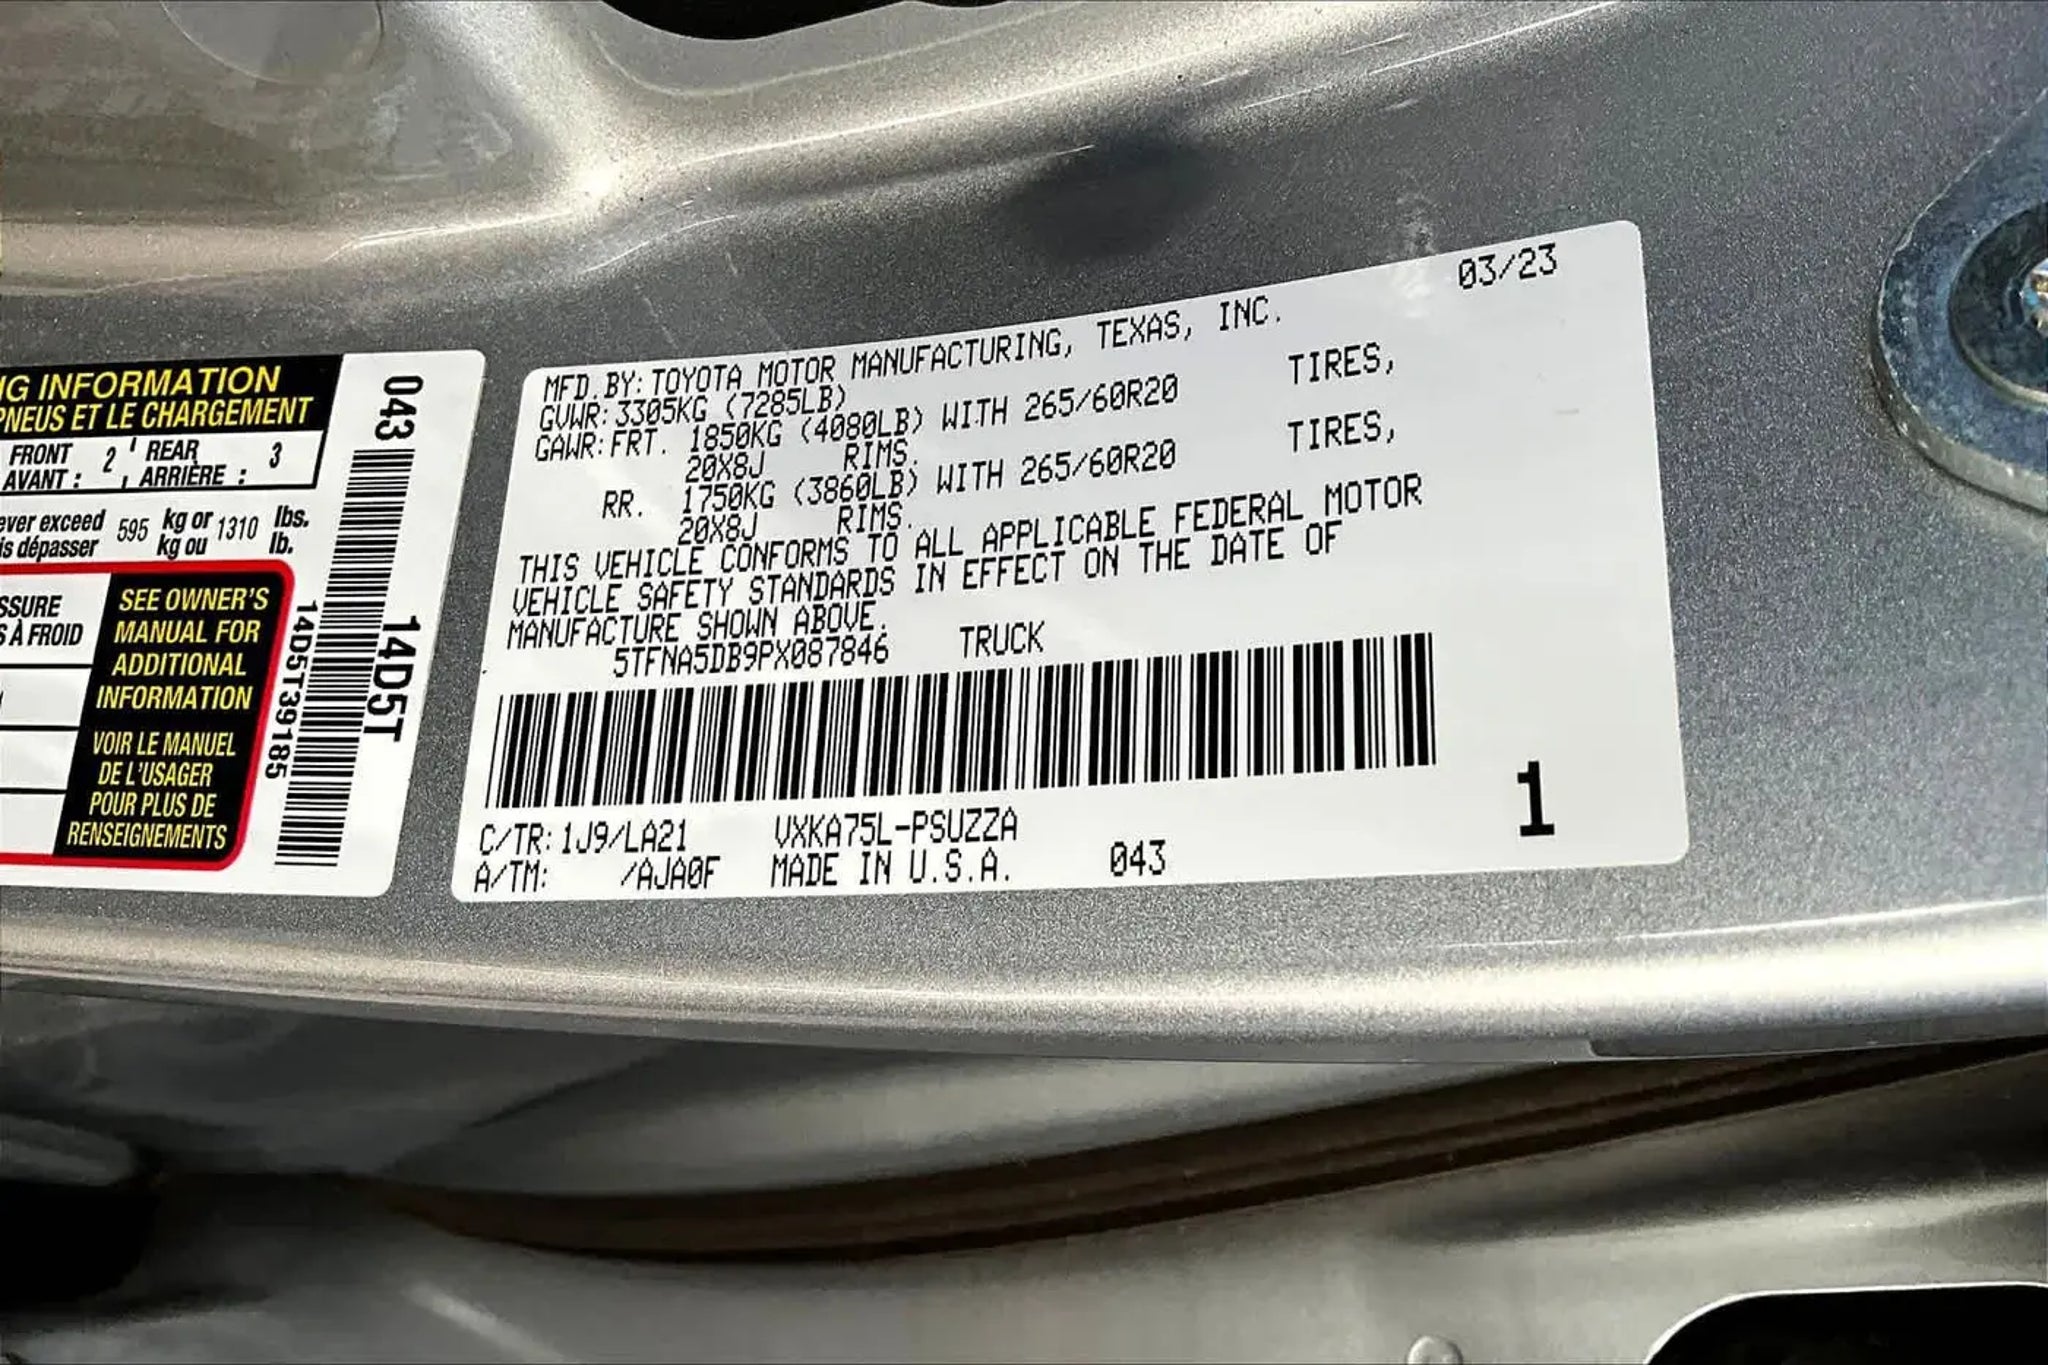 NG INFORMATION
PNEUS ET LE CHARGEMENT
FRONT 2 REAR 3
AVANT : ARRIÈRE :
ever exceed 595 kg or 1310 lbs.
is dépasser kg ou lb.
SSURE
S À FROID
SEE OWNER'S
MANUAL FOR
ADDITIONAL
INFORMATION
VOIR LE MANUEL
DE L'USAGER
POUR PLUS DE
RENSEIGNEMENTS
14D5T39185
043
14D5T
03/23
MFD.BY:TOYOTA MOTOR MANUFACTURING, TEXAS, INC.
GVWR:3305KG (7285LB)
GAWR:FRT. 1850KG (4080LB) WITH 265/60R20 TIRES,
20X8J RIMS.
RR. 1750KG (3860LB) WITH 265/60R20 TIRES,
20X8J RIMS.
THIS VEHICLE CONFORMS TO ALL APPLICABLE FEDERAL MOTOR
VEHICLE SAFETY STANDARDS IN EFFECT ON THE DATE OF
MANUFACTURE SHOWN ABOVE.
5TFNA5DB9PX087846 TRUCK
C/TR:1J9/LA21 VXKA75L-PSUZZA
A/TM: /AJA0F MADE IN U.S.A. 043
1